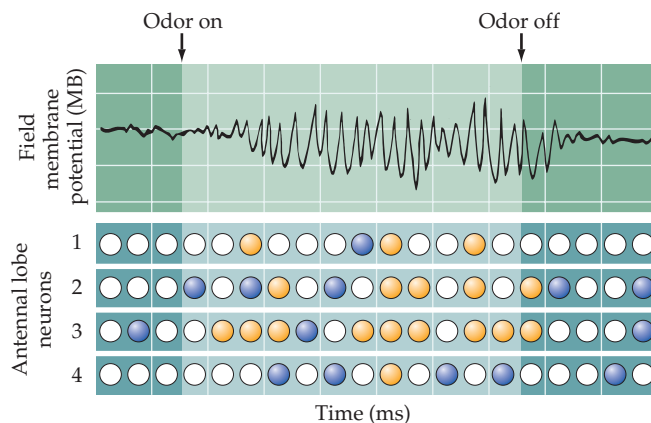 Odor on
Odor off
Field
membrane
potential (MB)
Antennal lobe
neurons
1
2
3
4
Time (ms)